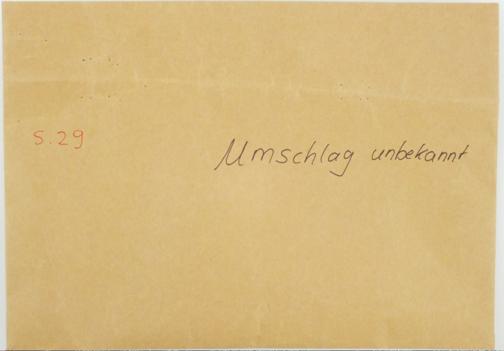 S. 29
Umschlag unbekannt